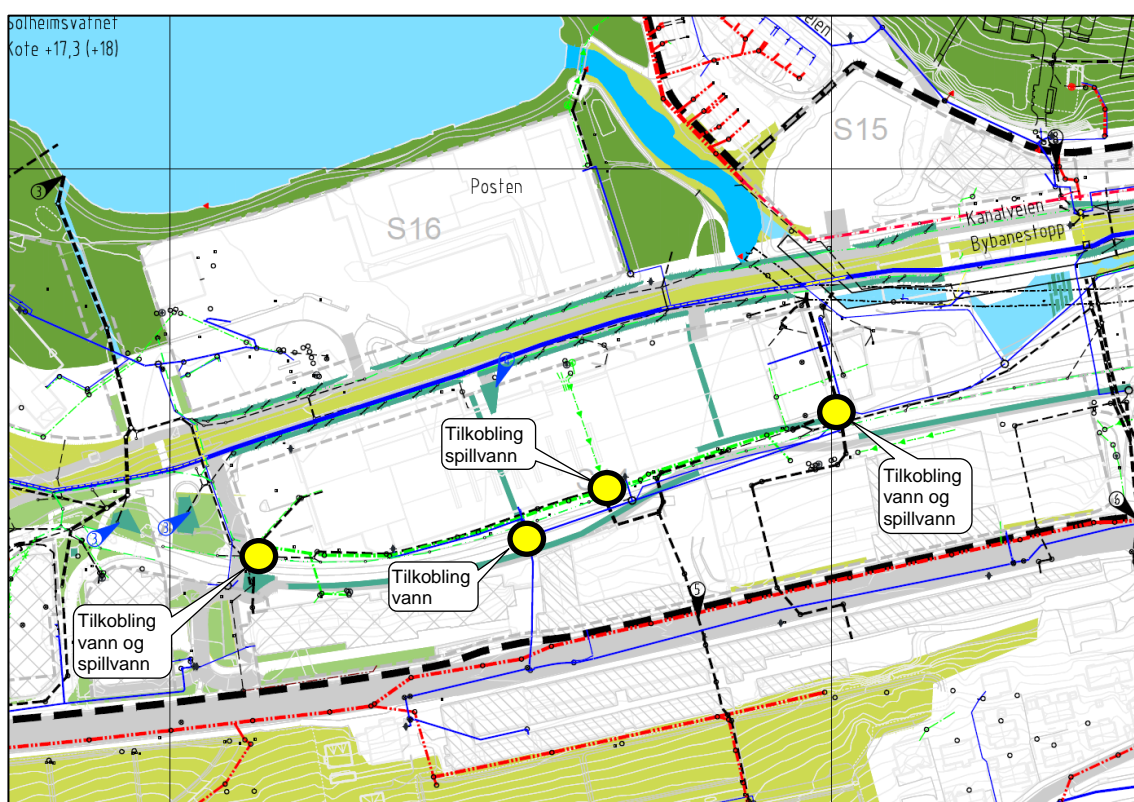 solheimsvatnet
Kote +17,3 (+18)
S15
Posten
S16
Kanalveien
Bybanestopp
8
3
Tilkobling
spillvann
Tilkobling
vann og
spillvann
Tilkobling
vann
Tilkobling
vann og
spillvann
3
3
5
6